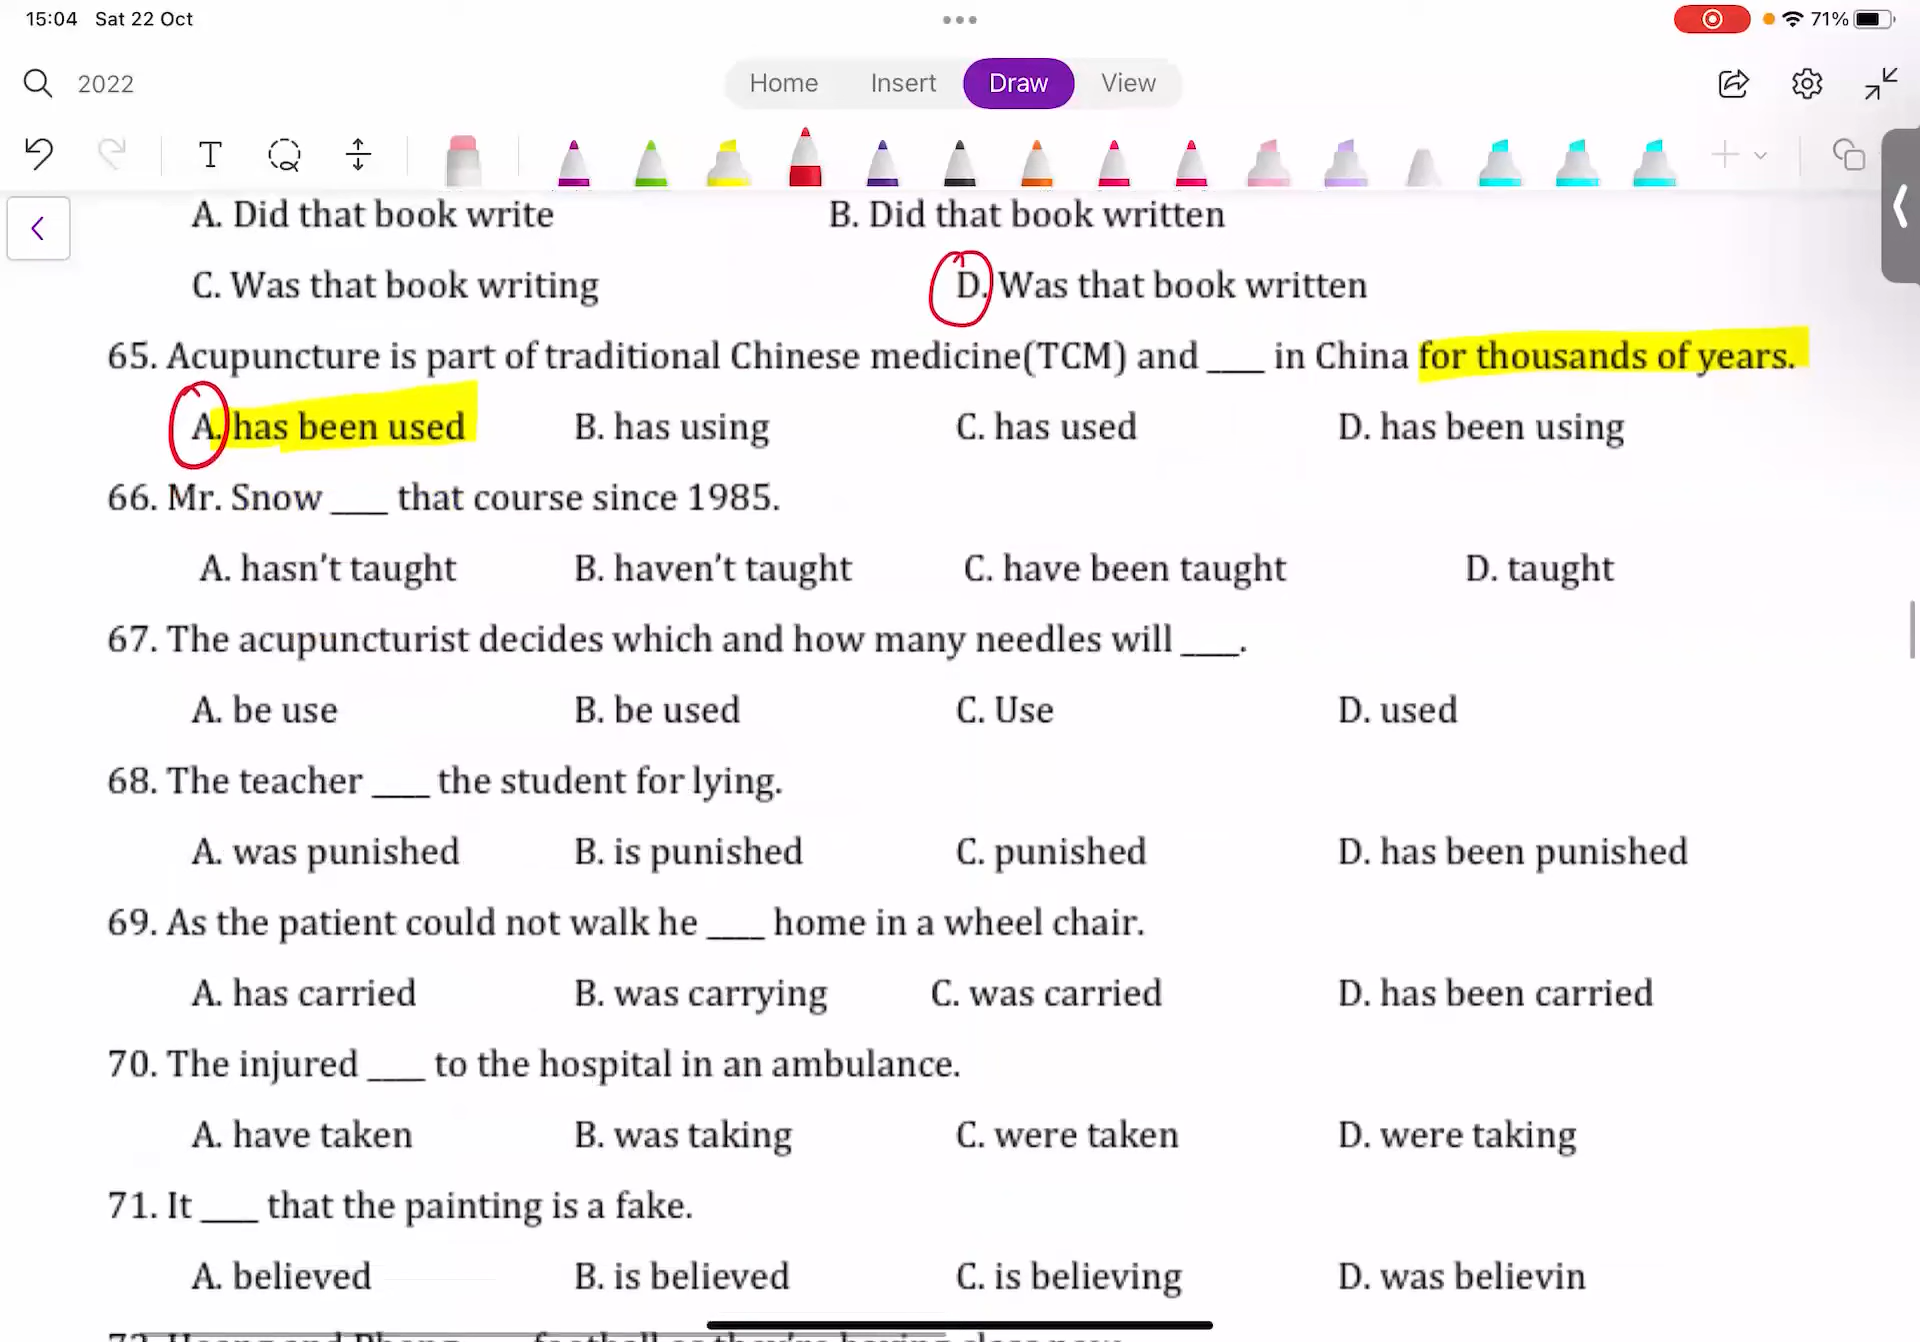 15:04 Sat 22 Oct
71%
2022
Home Insert Draw View
T
A. Did that book write B. Did that book written
C. Was that book writing D. Was that book written
65. Acupuncture is part of traditional Chinese medicine(TCM) and ___ in China for thousands of years.
A. has been used B. has using C. has used D. has been using
66. Mr. Snow ___ that course since 1985.
A. hasn't taught B. haven't taught C. have been taught D. taught
67. The acupuncturist decides which and how many needles will ___.
A. be use B. be used C. Use D. used
68. The teacher ___ the student for lying.
A. was punished B. is punished C. punished D. has been punished
69. As the patient could not walk he ___ home in a wheel chair.
A. has carried B. was carrying C. was carried D. has been carried
70. The injured ___ to the hospital in an ambulance.
A. have taken B. was taking C. were taken D. were taking
71. It ___ that the painting is a fake.
A. believed B. is believed C. is believing D. was believin